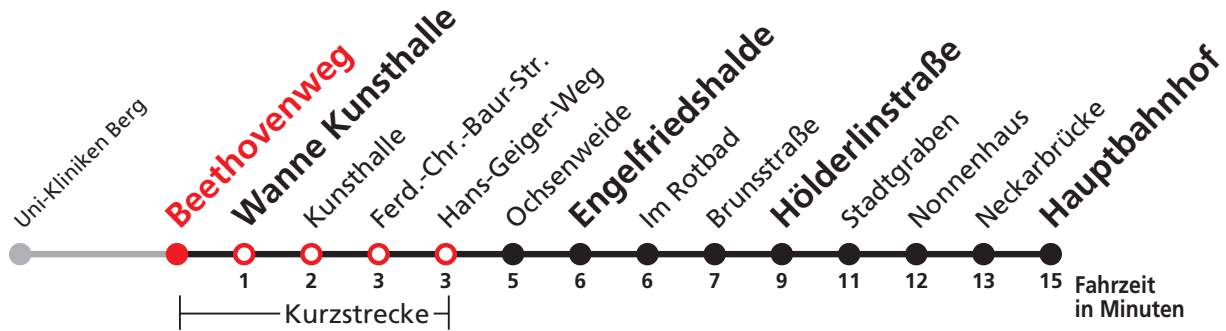 Uni-Kliniken Berg
Beethovenweg
Wanne Kunsthalle
Kunsthalle
Ferd.-Chr.-Baur-Str.
Hans-Geiger-Weg
Ochsenweide
Engelfriedshalde
Im Rotbad
Brunsstraße
Hölderlinstraße
Stadtgraben
Nonnenhaus
Neckarbrücke
Hauptbahnhof
1 2 3 3 5 6 6 7 9 11 12 13 15 Fahrzeit
in Minuten
Kurzstrecke